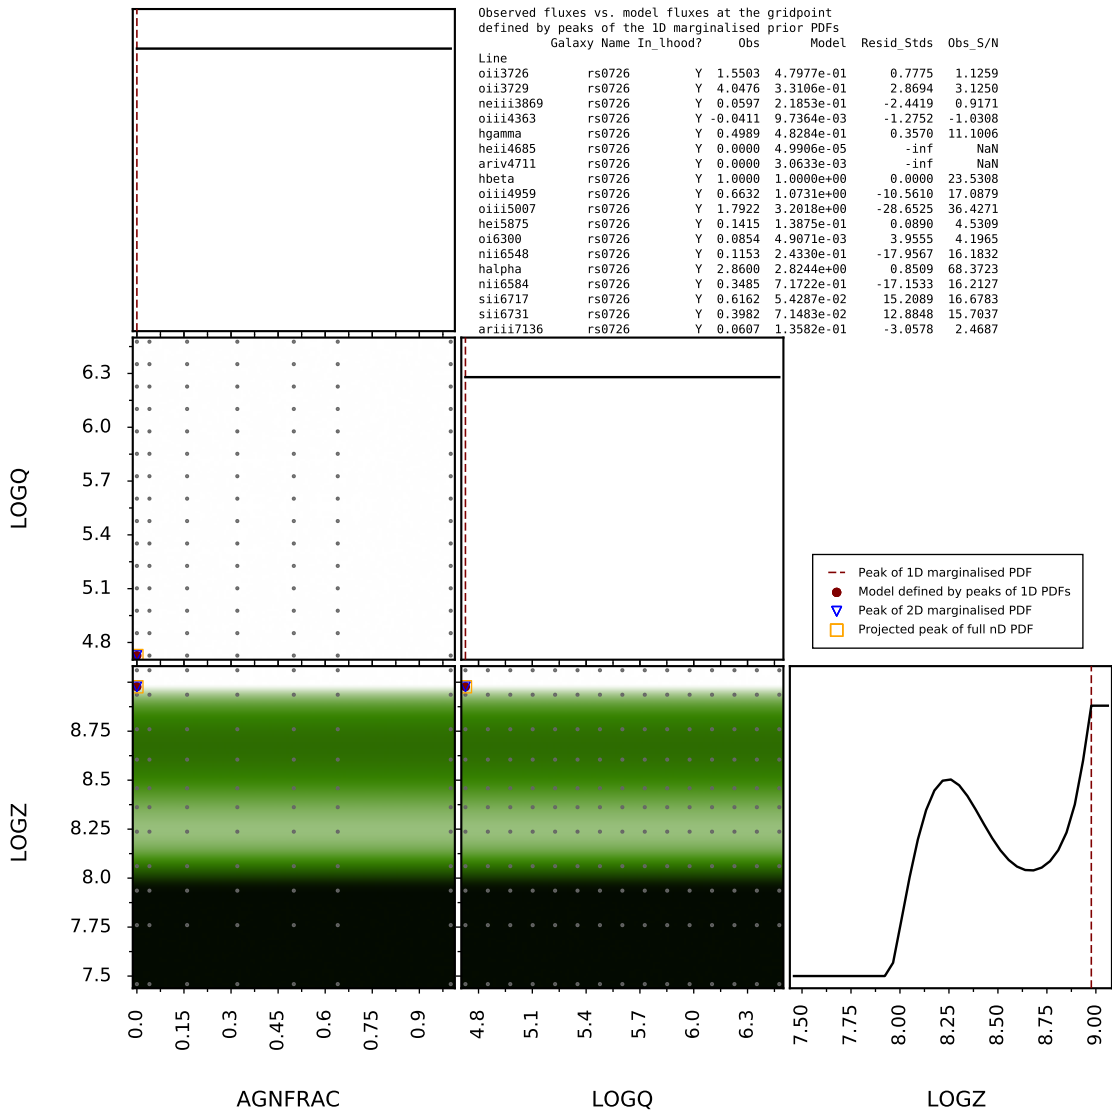 Observed fluxes vs. model fluxes at the gridpoint
defined by peaks of the 1D marginalised prior PDFs
Galaxy Name In_lhood? Obs Model Resid_Stds Obs_S/N
Line
oii3726 rs0726 Y 1.5503 4.7977e-01 0.7775 1.1259
oii3729 rs0726 Y 4.0476 3.3106e-01 2.8694 3.1250
neiii3869 rs0726 Y 0.0597 2.1853e-01 -2.4419 0.9171
oiii4363 rs0726 Y -0.0411 9.7364e-03 -1.2752 -1.0308
hgamma rs0726 Y 0.4989 4.8284e-01 0.3570 11.1006
heii4685 rs0726 Y 0.0000 4.9906e-05 -inf NaN
ariv4711 rs0726 Y 0.0000 3.0633e-03 -inf NaN
hbeta rs0726 Y 1.0000 1.0000e+00 0.0000 23.5308
oiii4959 rs0726 Y 0.6632 1.0731e+00 -10.5610 17.0879
oiii5007 rs0726 Y 1.7922 3.2018e+00 -28.6525 36.4271
hei5875 rs0726 Y 0.1415 1.3875e-01 0.0890 4.5309
oi6300 rs0726 Y 0.0854 4.9071e-03 3.9555 4.1965
nii6548 rs0726 Y 0.1153 2.4330e-01 -17.9567 16.1832
halpha rs0726 Y 2.8600 2.8244e+00 0.8509 68.3723
nii6584 rs0726 Y 0.3485 7.1722e-01 -17.1533 16.2127
sii6717 rs0726 Y 0.6162 5.4287e-02 15.2089 16.6783
sii6731 rs0726 Y 0.3982 7.1483e-02 12.8848 15.7037
ariii7136 rs0726 Y 0.0607 1.3582e-01 -3.0578 2.4687
6.3
6.0
5.7
5.4
5.1
4.8
LOGQ
Peak of 1D marginalised PDF
Model defined by peaks of 1D PDFs
Peak of 2D marginalised PDF
Projected peak of full nD PDF
8.75
8.5
8.25
8.0
7.75
7.5
LOGZ
0.0 0.15 0.3 0.45 0.6 0.75 0.9
4.8 5.1 5.4 5.7 6.0 6.3
7.50 7.75 8.00 8.25 8.50 8.75 9.00
AGNFRAC LOGQ LOGZ